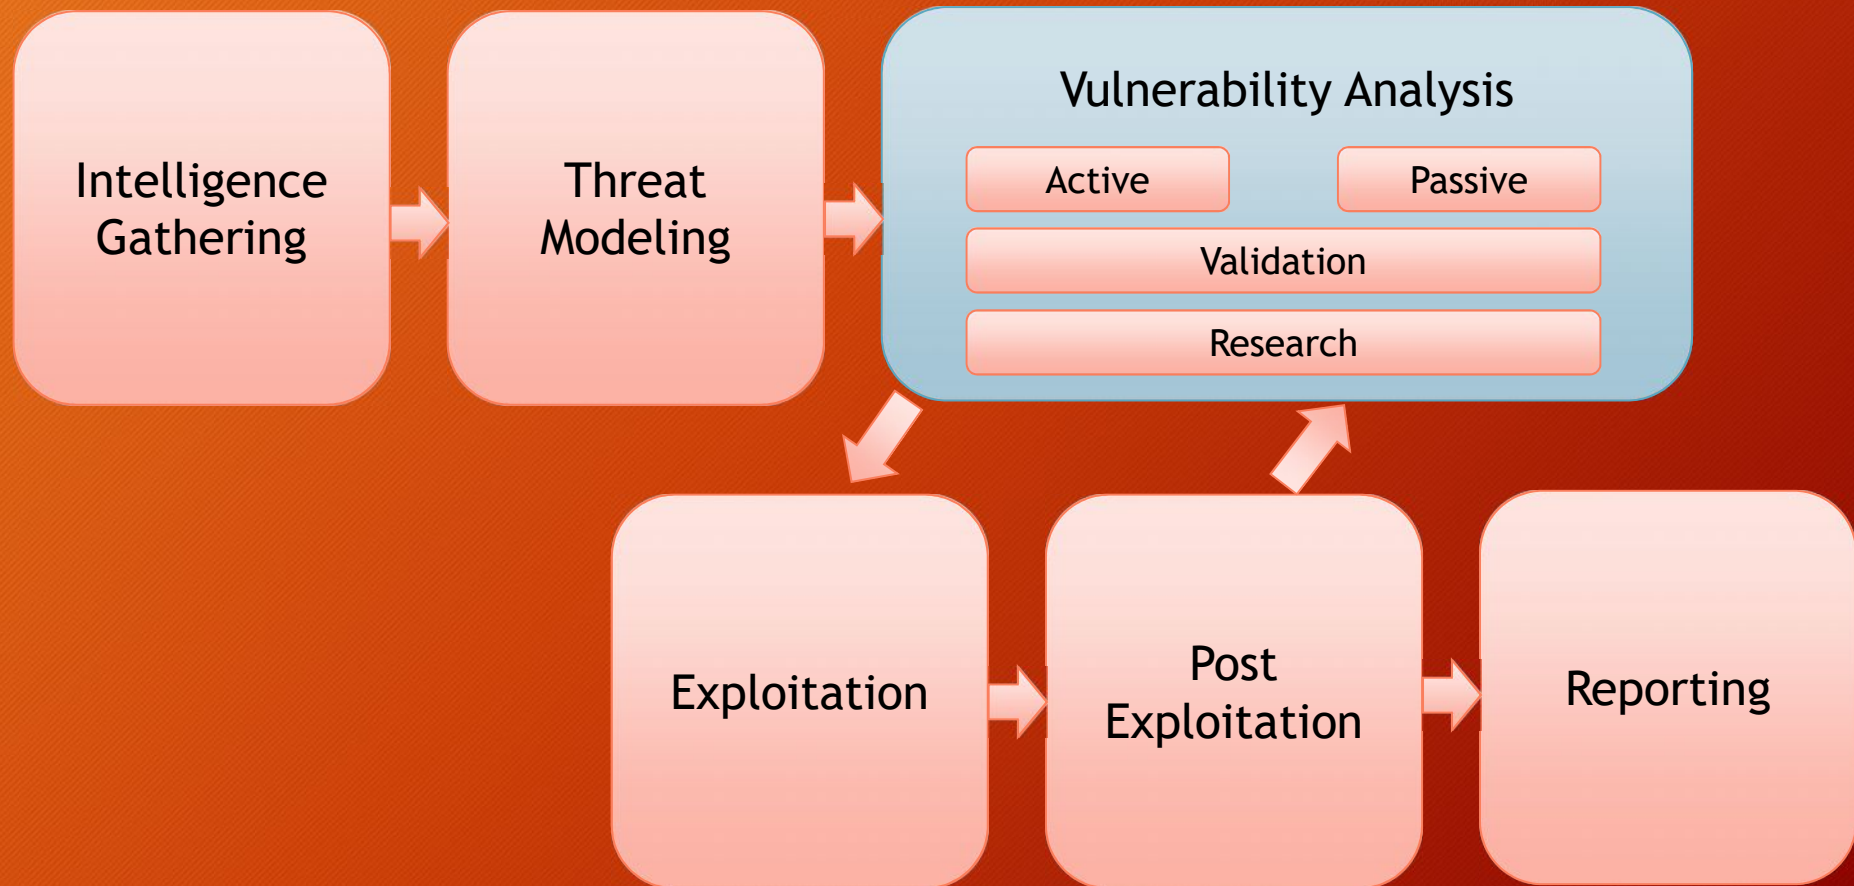 Intelligence
Gathering
Threat
Modeling
Vulnerability Analysis
Active
Passive
Validation
Research
Exploitation
Post
Exploitation
Reporting